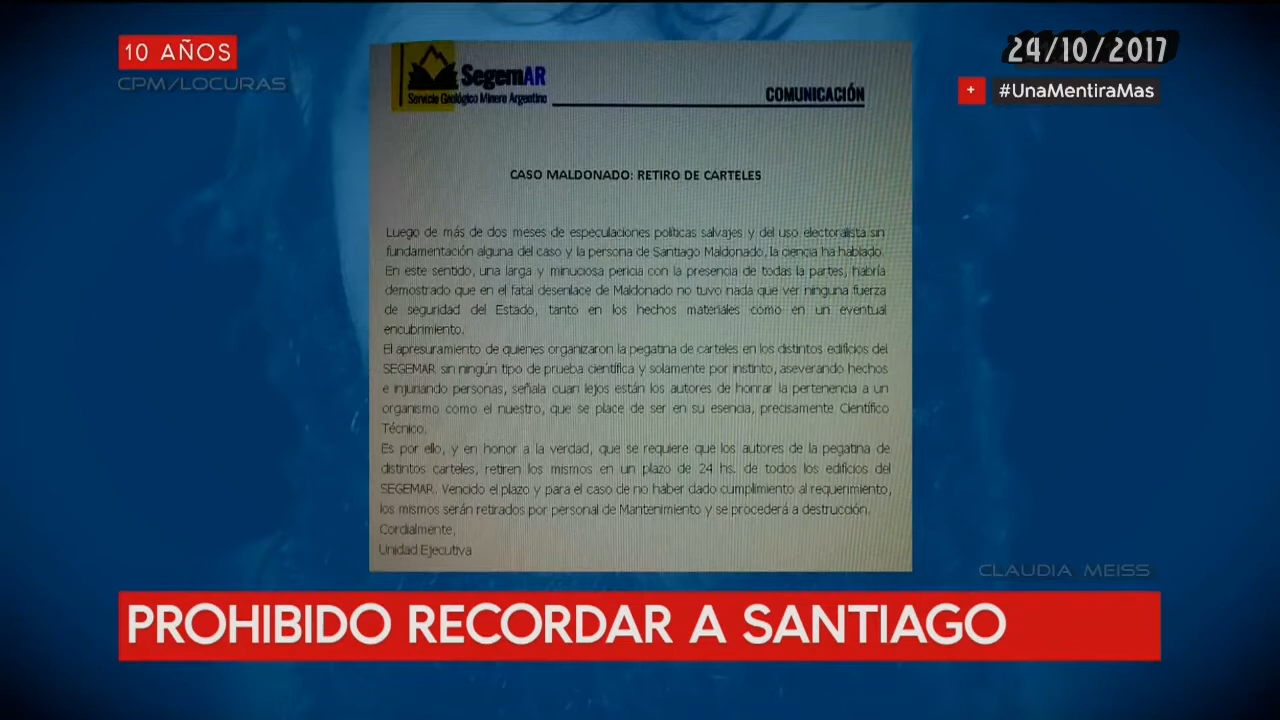 10 AÑOS
CPM/LOCURAS
24/10/2017
+ #UnaMentiraMas
SegemAR
Servicio Geológico Minero Argentino
COMUNICACIÓN
CASO MALDONADO: RETIRO DE CARTELES
Luego de más de dos meses de especulaciones políticas salvajes y del uso electoralista sin
fundamentación alguna del caso y la persona de Santiago Maldonado, la ciencia ha hablado.
En este sentido, una larga y minuciosa pericia con la presencia de todas la partes, habría
demostrado que en el fatal desenlace de Maldonado no tuvo nada que ver ninguna fuerza
de seguridad del Estado, tanto en los hechos materiales como en un eventual
encubrimiento.
El apresuramiento de quienes organizaron la pegatina de carteles en los distintos edificios del
SEGEMAR sin ningún tipo de prueba científica y solamente por instinto, aseverando hechos
e injuriando personas, señala cuan lejos están los autores de honrar la pertenencia a un
organismo como el nuestro, que se place de ser en su esencia, precisamente Científico
Técnico.
Es por ello, y en honor a la verdad, que se requiere que los autores de la pegatina de
distintos carteles, retiren los mismos en un plazo de 24 hs. de todos los edificios del
SEGEMAR. Vencido el plazo y para el caso de no haber dado cumplimiento al requerimiento,
los mismos serán retirados por personal de Mantenimiento y se procederá a destrucción.
Cordialmente,
Unidad Ejecutiva
CLAUDIA MEISS
PROHIBIDO RECORDAR A SANTIAGO